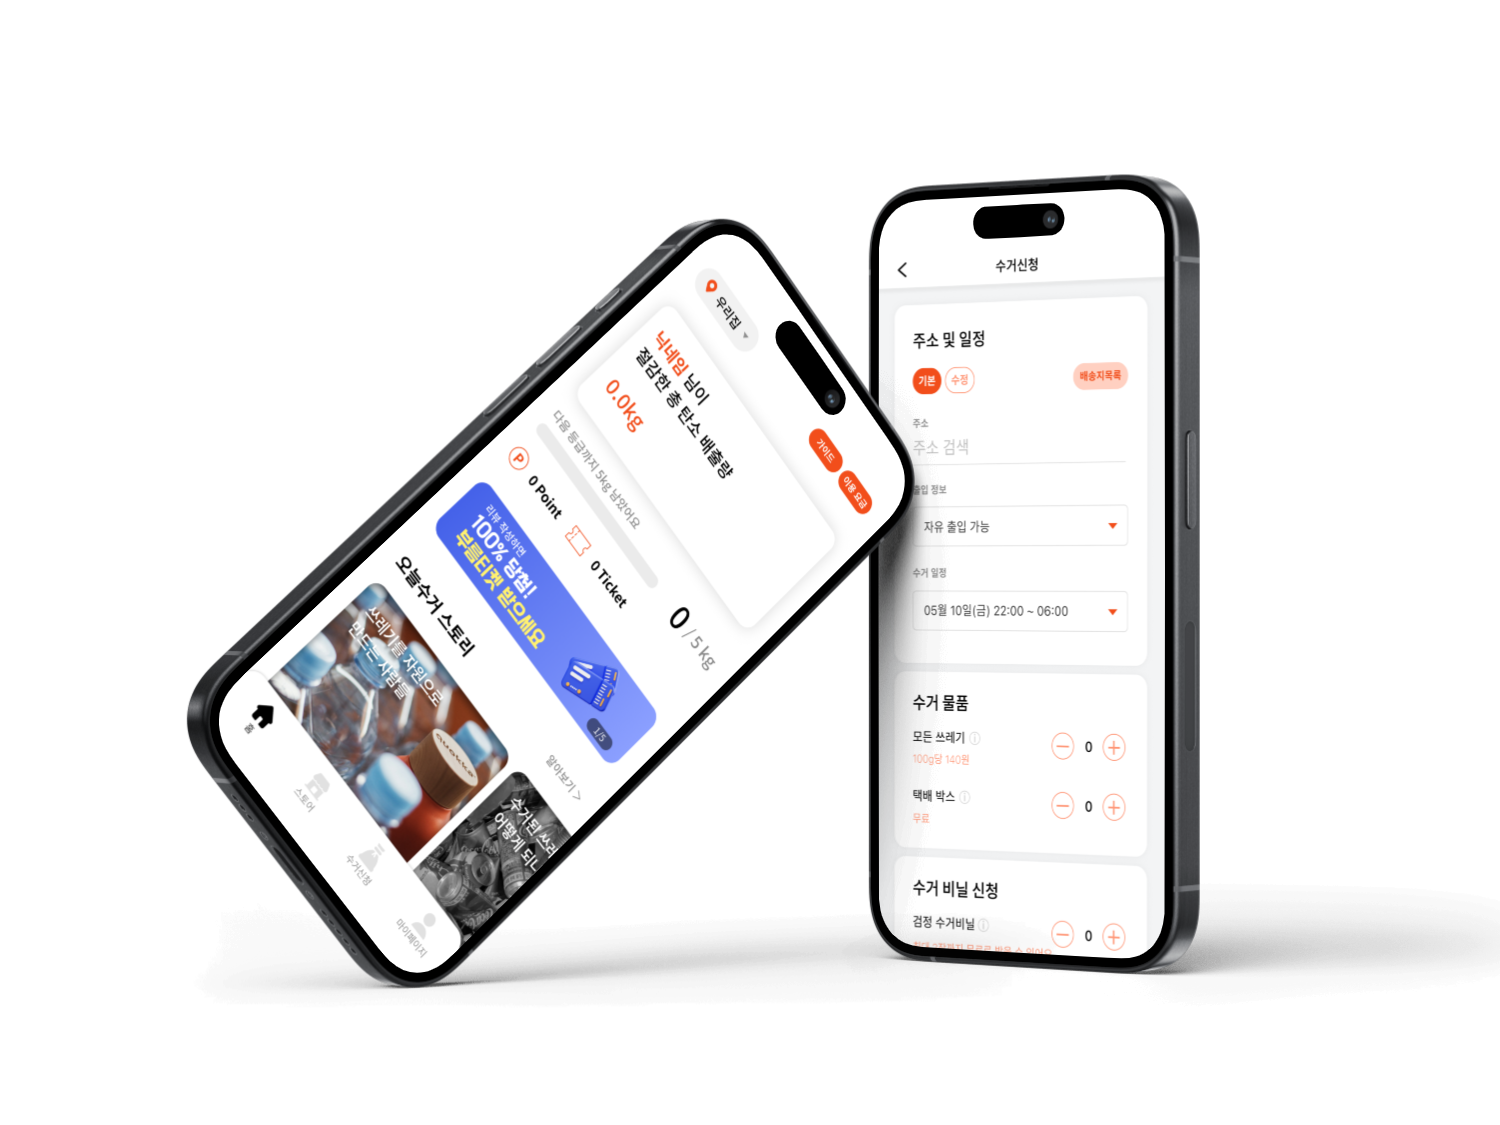 우리집
가이드
이용 요금
닉네임 님이
절감한 총 탄소 배출량
0.0kg
다음 등급까지 5kg 남았어요
0 / 5 kg
P 0 Point
0 Ticket
리뷰 작성하면
100% 당첨!
부름티켓 받으세요
1/5
오늘수거 스토리
알아보기 >
쓰레기를 자원으로
만드는 사람들
수거된
어떻게
홈
스토어
수거신청
마이페이지
수거신청
주소 및 일정
기본
수정
배송지목록
주소
주소 검색
출입 정보
자유 출입 가능
수거 일정
05월 10일(금) 22:00 ~ 06:00
수거 물품
모든 쓰레기
100g당 140원
0
택배 박스
무료
0
수거 비닐 신청
검정 수거비닐
0